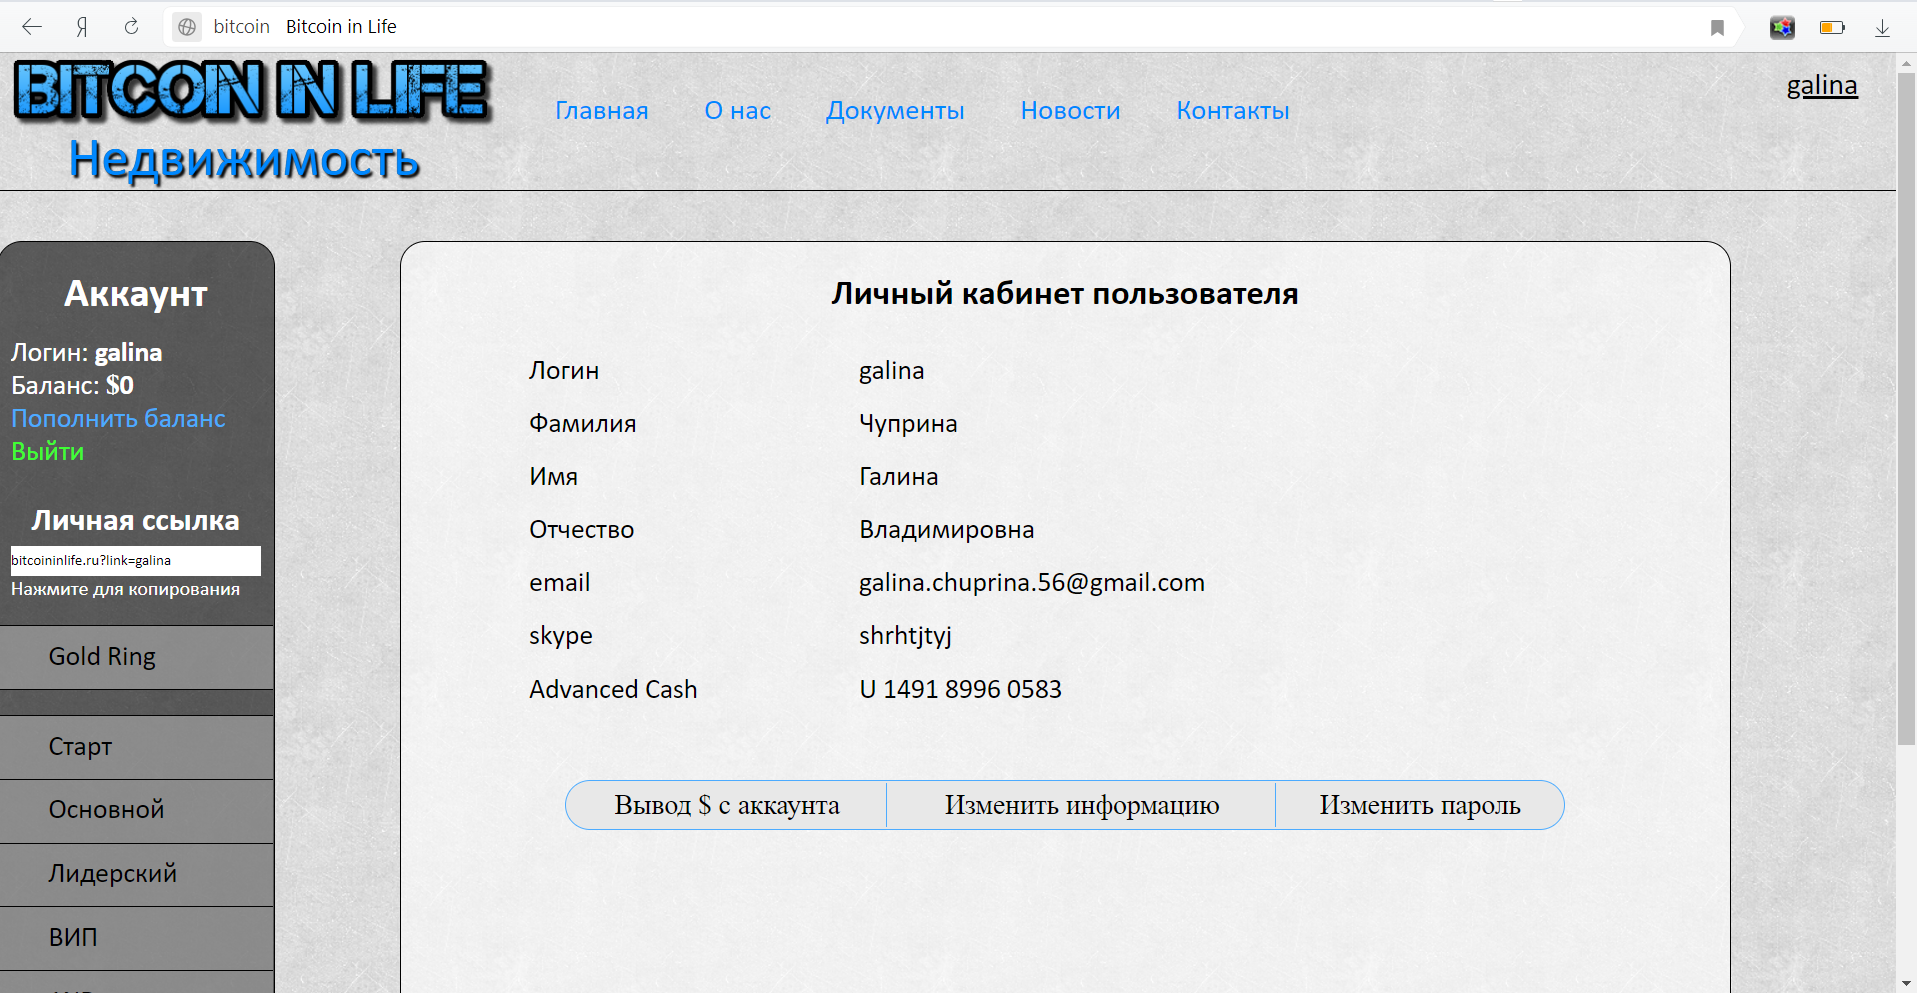 bitcoin Bitcoin in Life
BITCOIN IN LIFE
Недвижимость
Главная О нас Документы Новости Контакты
galina
Аккаунт
Логин: galina
Баланс: $0
Пополнить баланс
Выйти
Личная ссылка
bitcoininlife.ru?link=galina
Нажмите для копирования
Gold Ring
Старт
Основной
Лидерский
ВИП
Личный кабинет пользователя
Логин galina
Фамилия Чуприна
Имя Галина
Отчество Владимировна
email galina.chuprina.56@gmail.com
skype shrhtjtyj
Advanced Cash U 1491 8996 0583
Вывод $ с аккаунта Изменить информацию Изменить пароль